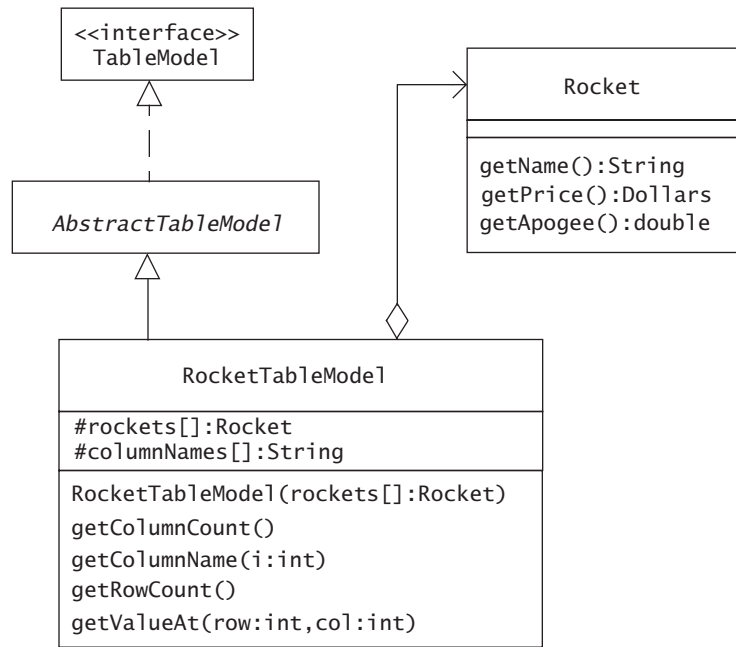 <<interface>>
TableModel
AbstractTableModel
Rocket
getName():String
getPrice():Dollars
getApogee():double
RocketTableModel
#rockets[]:Rocket
#columnNames[]:String
RocketTableModel(rockets[]:Rocket)
getColumnCount()
getColumnName(i:int)
getRowCount()
getValueAt(row:int,col:int)